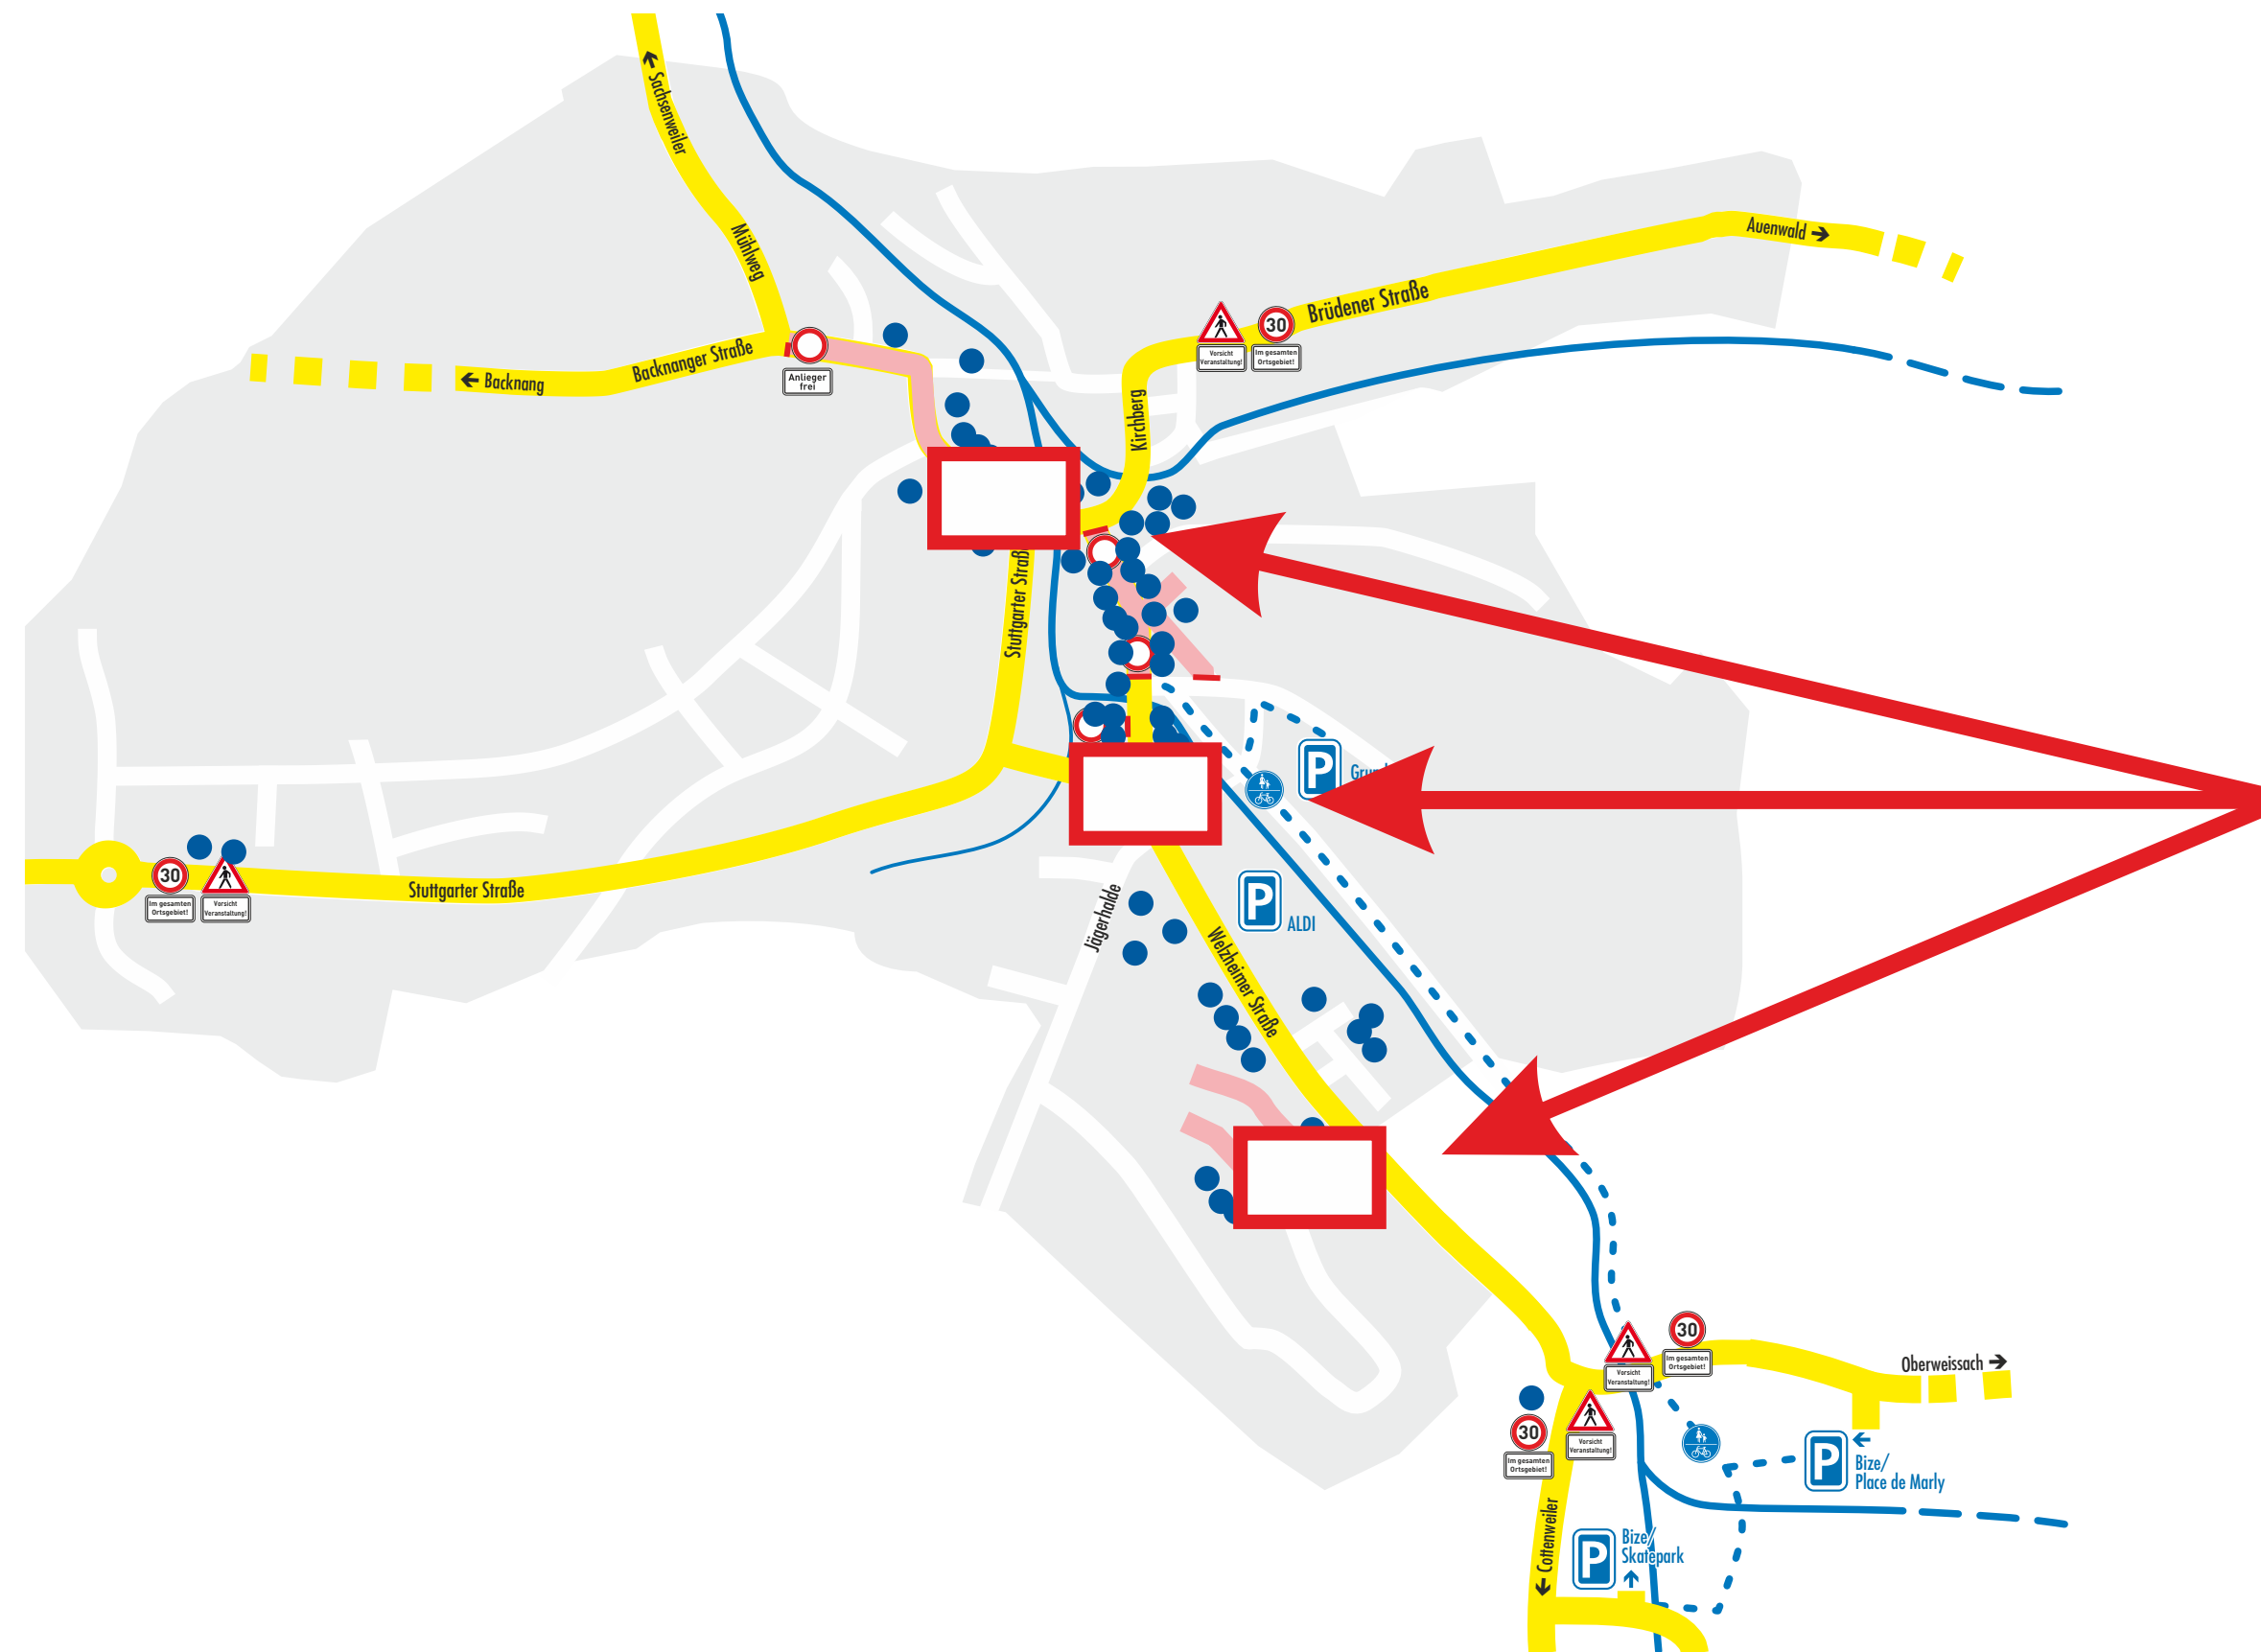 Sachsenweiler
Mühlweg
Auenwald
Brüdener Straße
30
Vorsicht
Veranstaltung!
Im gesamten
Ortsgebiet!
Backnanger Straße
Backnang
Anlieger
frei
Kirchberg
Stuttgarter Straße
P
30
Im gesamten
Ortsgebiet!
Vorsicht
Veranstaltung!
Stuttgarter Straße
Jägerhalde
P
ALDI
Welzheimer Straße
30
Vorsicht
Veranstaltung!
Im gesamten
Ortsgebiet!
Oberweissach
30
Im gesamten
Ortsgebiet!
Vorsicht
Veranstaltung!
P
Bize/
Place de Marly
Cottenweiler
P
Bize/
Skatepark